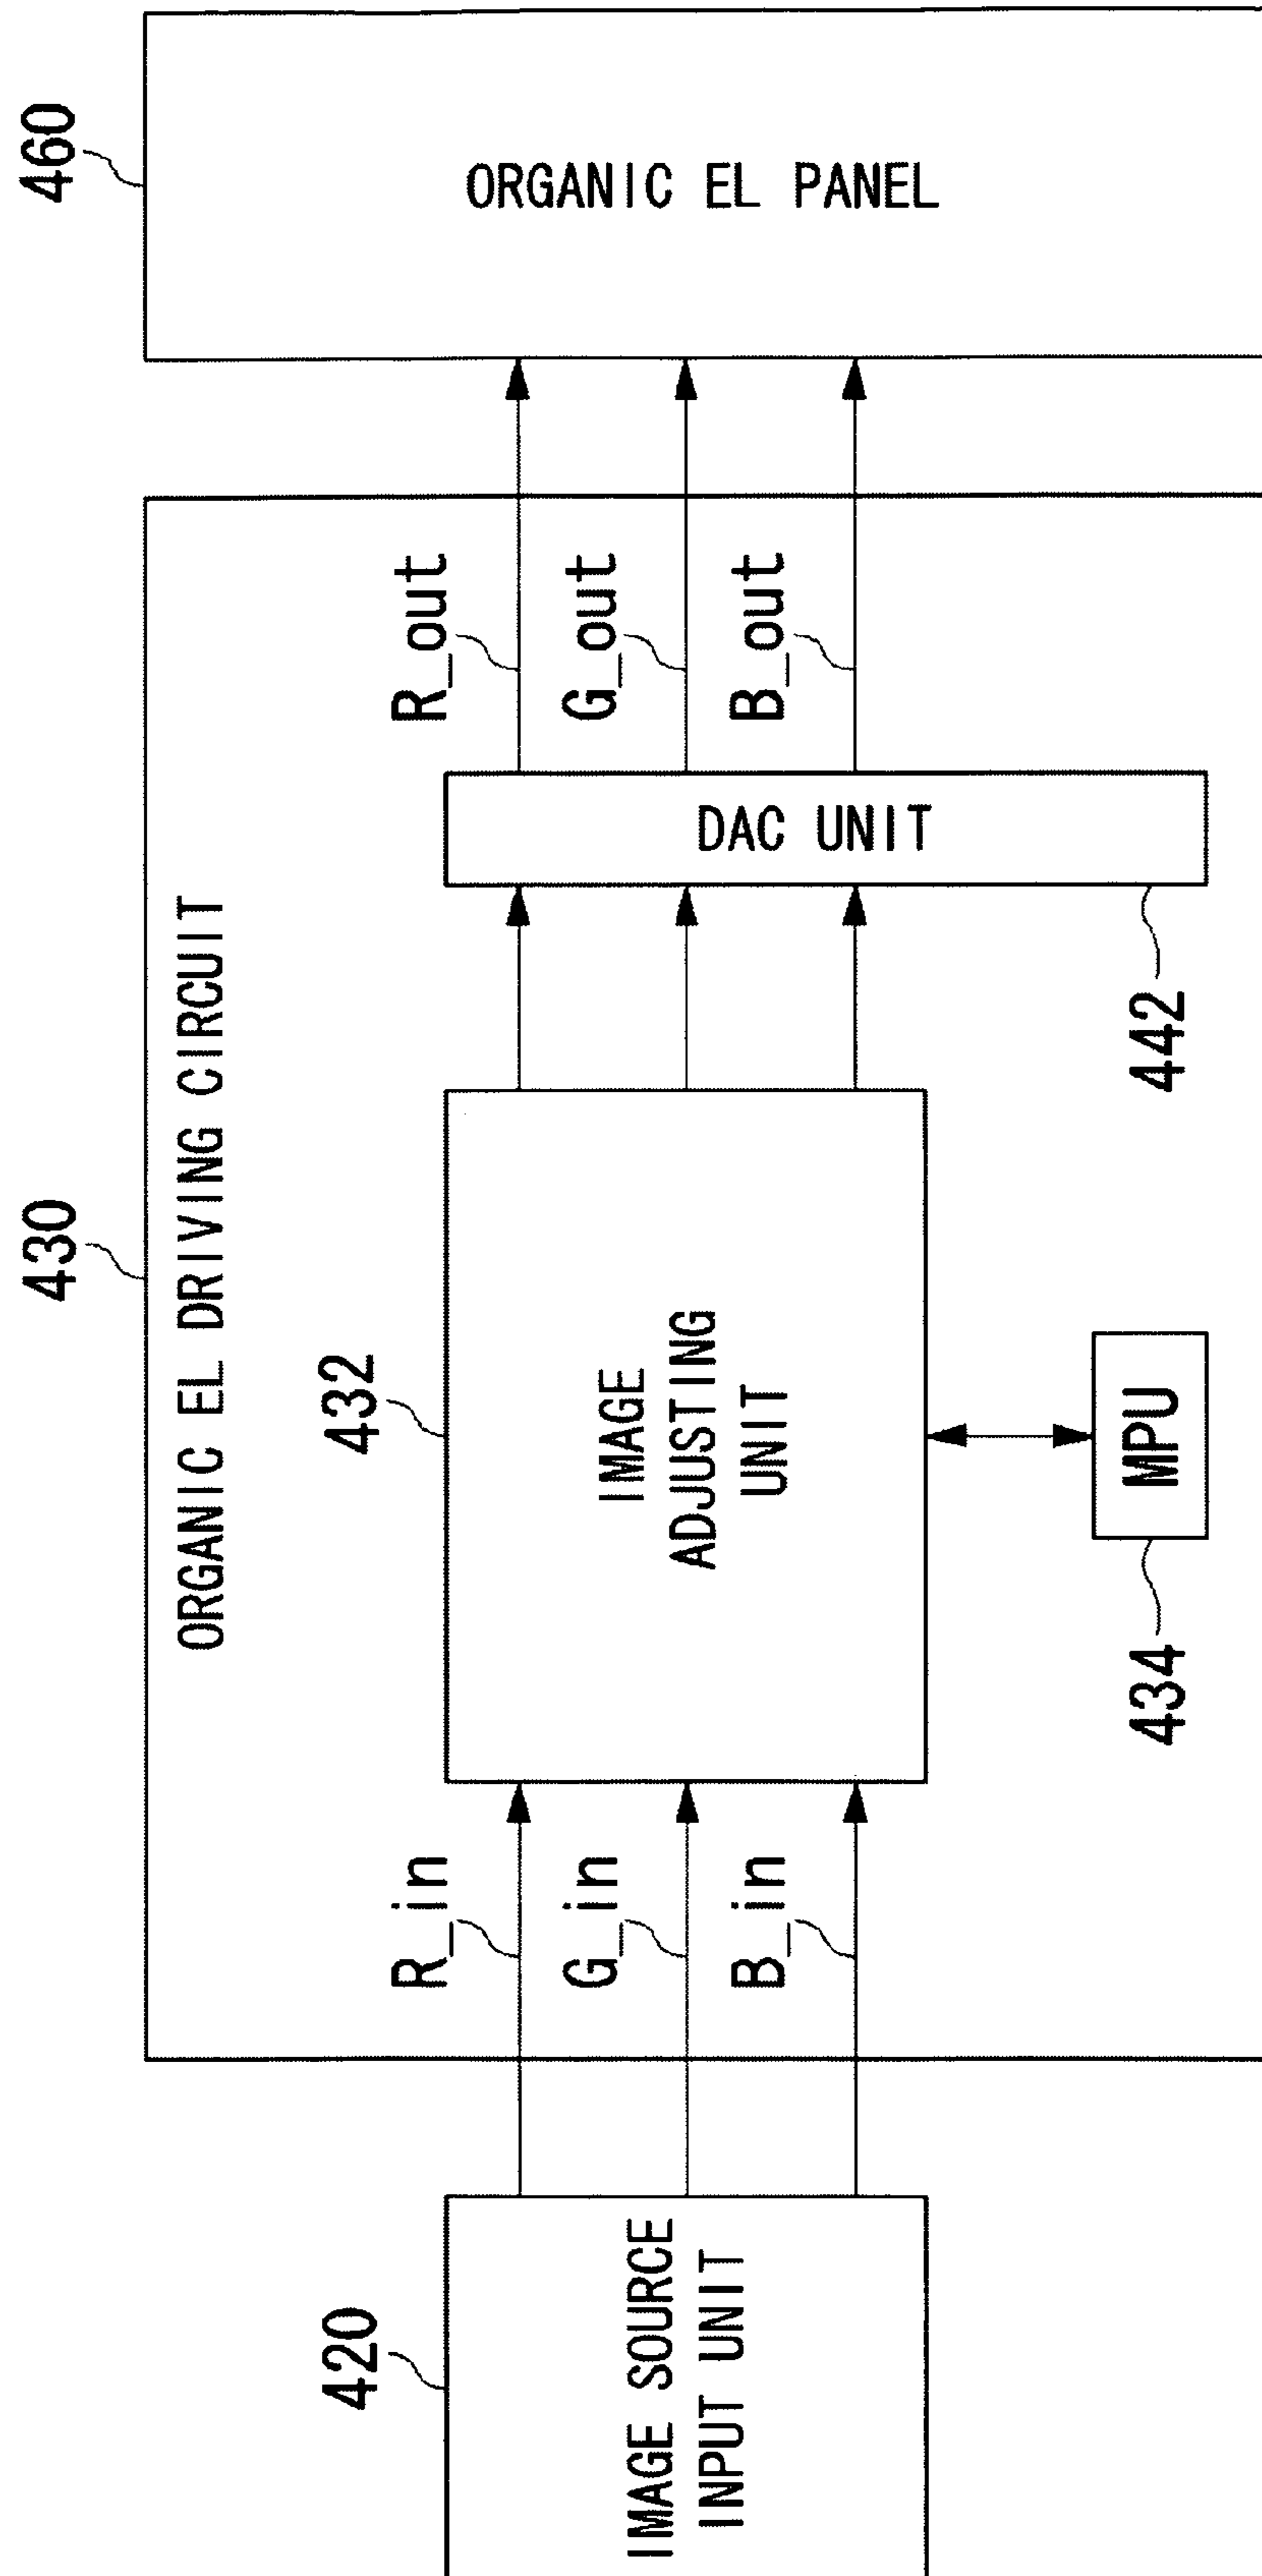 430
460
ORGANIC EL DRIVING CIRCUIT
420
432
IMAGE SOURCE
INPUT UNIT
R_in
G_in
B_in
IMAGE
ADJUSTING
UNIT
R_out
G_out
B_out
DAC UNIT
ORGANIC EL PANEL
434
MPU
442